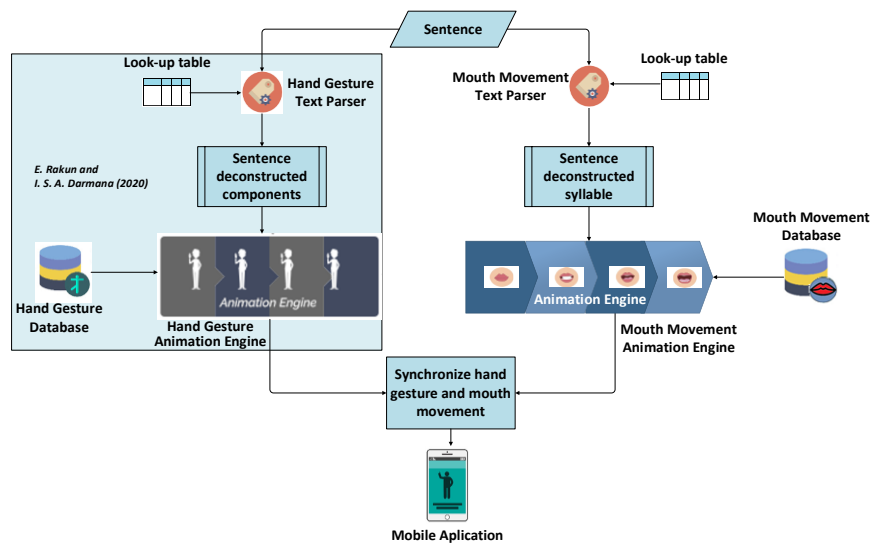 Sentence
Look-up table
Hand Gesture
Text Parser
Mouth Movement
Text Parser
Look-up table
E. Rakun and
I. S. A. Darmana (2020)
Sentence
deconstructed
components
Sentence
deconstructed
syllable
Mouth Movement
Database
Animation Engine
Animation Engine
Hand Gesture
Database
Hand Gesture
Animation Engine
Mouth Movement
Animation Engine
Synchronize hand
gesture and mouth
movement
Mobile Aplication